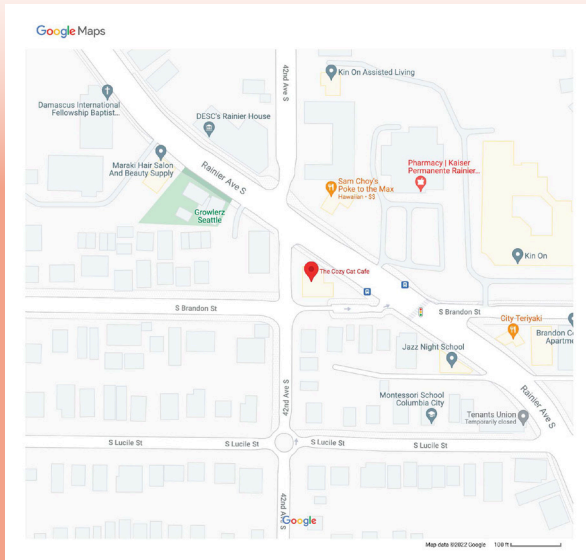 Google Maps
42nd Ave S
Kin On Assisted Living
Damascus International
Fellowship Baptist...
DESC's Rainier House
Maraki Hair Salon
And Beauty Supply
Rainier Ave S
Pharmacy | Kaiser
Permanente Rainier...
Sam Choy's
Poke to the Max
Hawaiian • $$
Growlerz
Seattle
Kin On
The Cozy Cat Cafe
S Brandon St
S Brandon St
City Teriyaki
Brandon Co
Apartme
Jazz Night School
42nd Ave S
Montessori School
Columbia City
Rainier Ave S
Tenants Union
Temporarily closed
S Lucile St
S Lucile St
S Lucile St
S Lucile St
42nd Ave S
Google
Map data ©2022 Google
100 ft